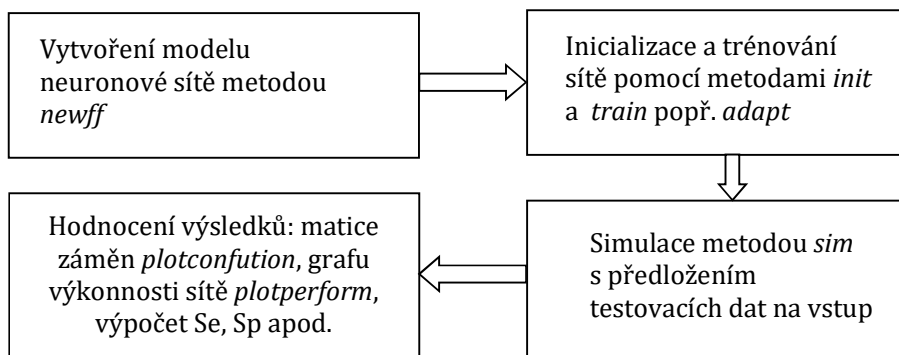 Vytvoření modelu
neuronové sítě metodou
newff
Inicializace a trénování
sítě pomocí metodami init
a train popř. adapt
Simulace metodou sim
s předložením
testovacích dat na vstup
Hodnocení výsledků: matice
záměn plotconfution, grafu
výkonnosti sítě plotperform,
výpočet Se, Sp apod.